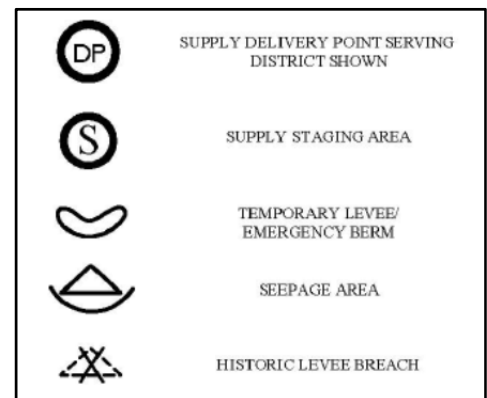 DP
SUPPLY DELIVERY POINT SERVING
DISTRICT SHOWN
S
SUPPLY STAGING AREA
TEMPORARY LEVEE/
EMERGENCY BERM
SEEPAGE AREA
HISTORIC LEVEE BREACH